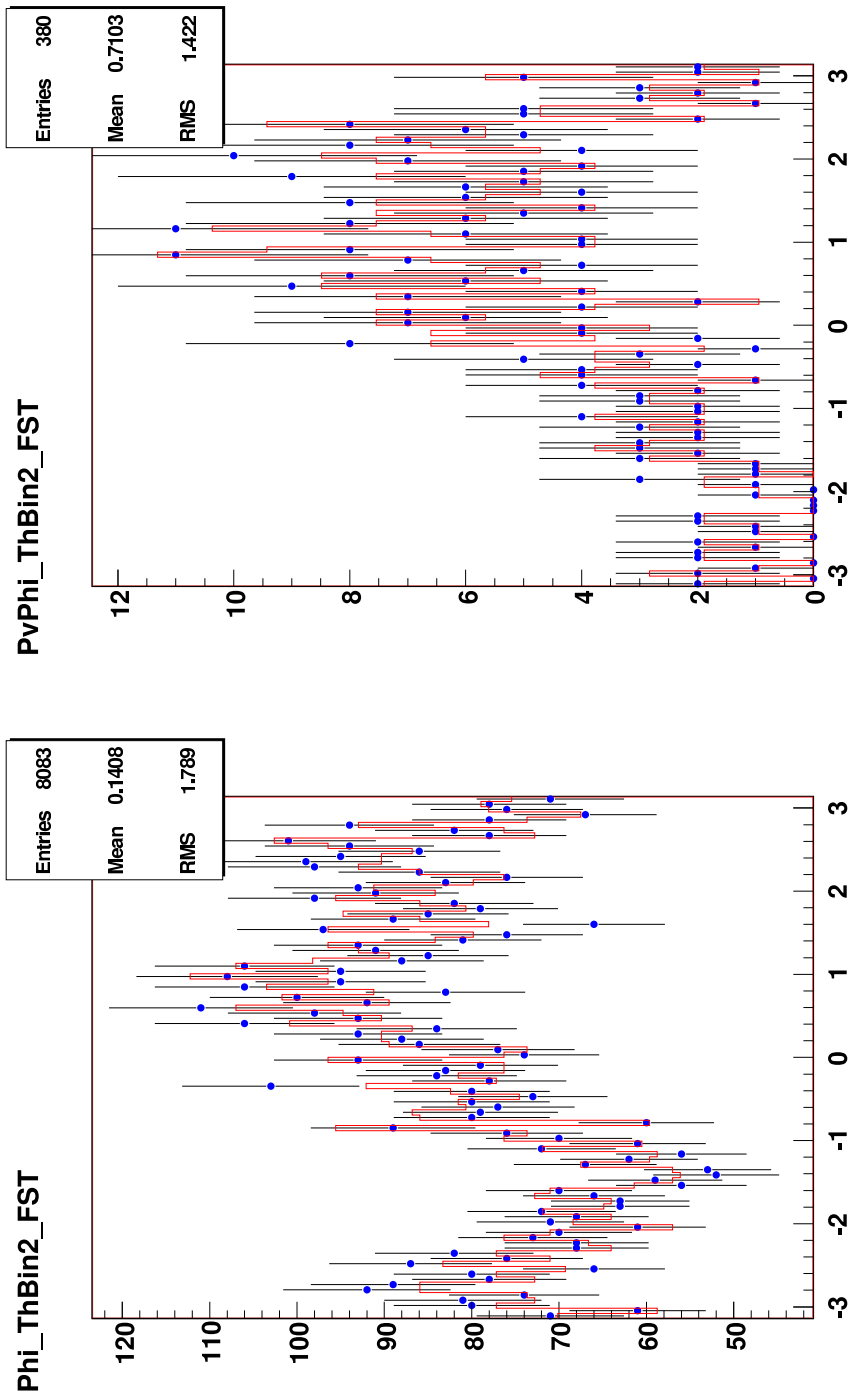 Phi_ThBin2_FST
Entries 8083
Mean 0.1408
RMS 1.789
120
110
100
90
80
70
60
50
-3 -2 -1 0 1 2 3
PvPhi_ThBin2_FST
Entries 380
Mean 0.7103
RMS 1.422
12
10
8
6
4
2
0
-3 -2 -1 0 1 2 3